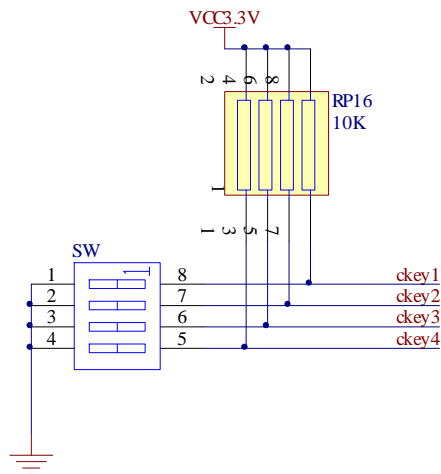 VCC3.3V
2 4 6 8
RP16
10K
1
1 3 5 7
SW
1 8 ckey1
2 7 ckey2
3 6 ckey3
4 5 ckey4